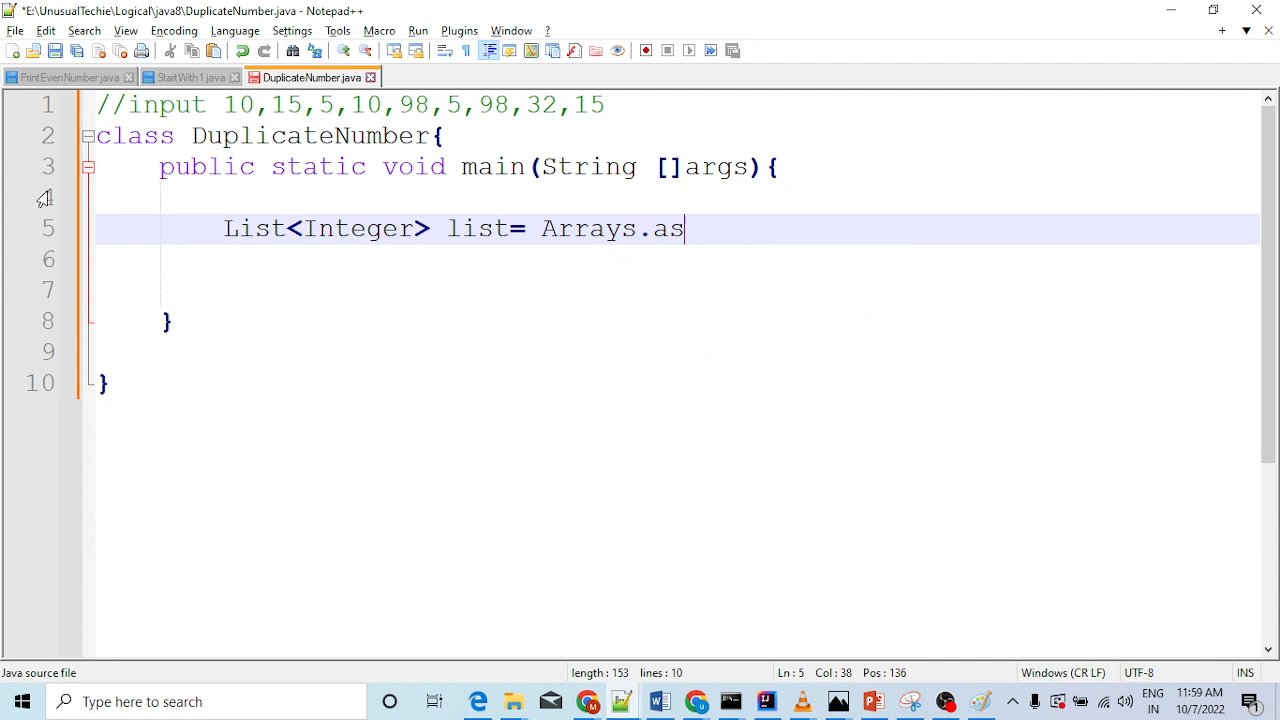 *E:\UnusualTechie\Logical\java8\DuplicateNumber.java - Notepad++
File Edit Search View Encoding Language Settings Tools Macro Run Plugins Window ? + ▼ ✕
PrintEvenNumber.java StartWith1.java DuplicateNumber.java
1 //input 10,15,5,10,98,5,98,32,15
2 class DuplicateNumber{
3 public static void main(String []args){
4
5 List<Integer> list= Arrays.as
6
7
8 }
9
10 }
Java source file length : 153 lines : 10 Ln : 5 Col : 38 Pos : 136 Windows (CR LF) UTF-8 INS
Type here to search ENG 11:59 AM
IN 10/7/2022 1